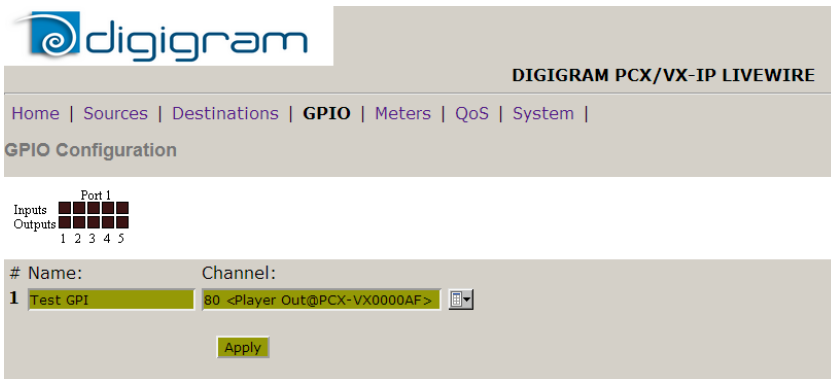 digigram
DIGIGRAM PCX/VX-IP LIVEWIRE
Home | Sources | Destinations | GPIO | Meters | QoS | System |
GPIO Configuration
Port 1
Inputs
Outputs
1 2 3 4 5
# Name: Channel:
1 Test GPI 80 <Player Out@PCX-VX0000AF>
Apply